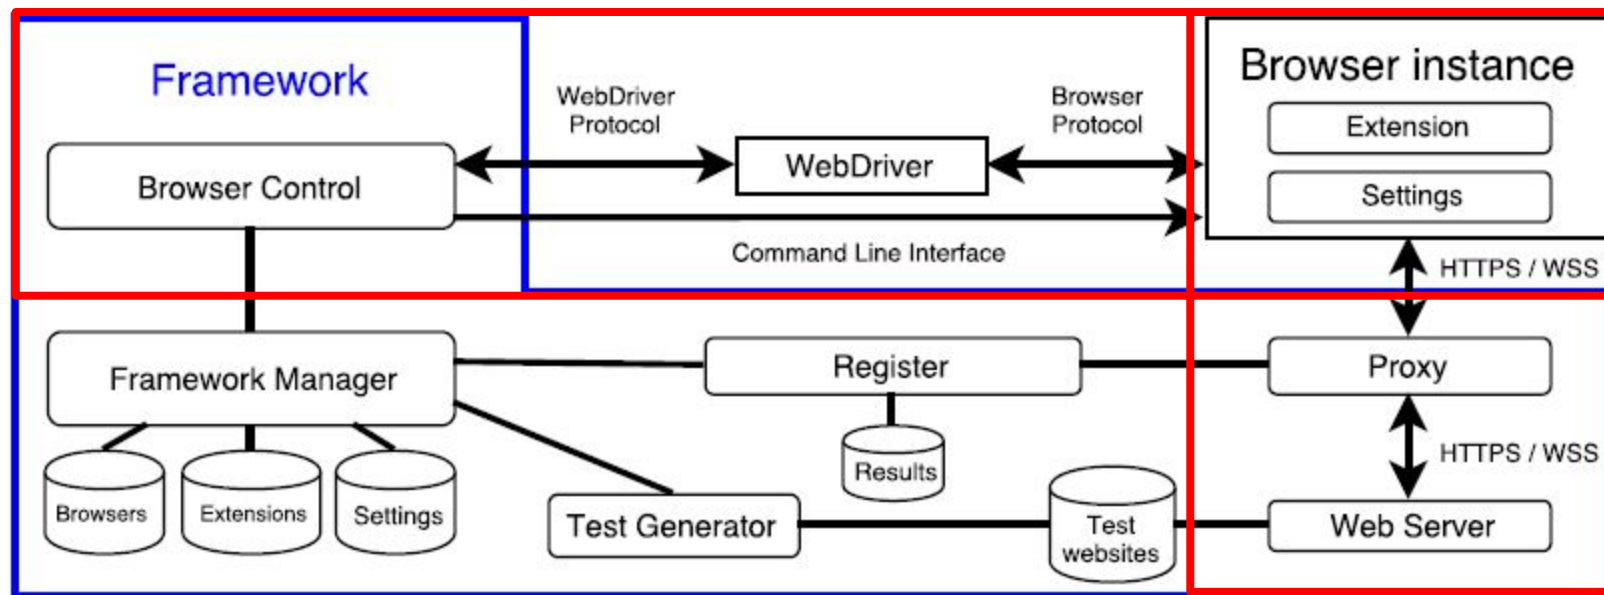 Framework
WebDriver
Protocol
Browser
Protocol
Browser instance
Extension
Settings
WebDriver
Browser Control
Command Line Interface
HTTPS / WSS
Framework Manager
Register
Proxy
Browsers
Extensions
Settings
Results
HTTPS / WSS
Test Generator
Test
websites
Web Server